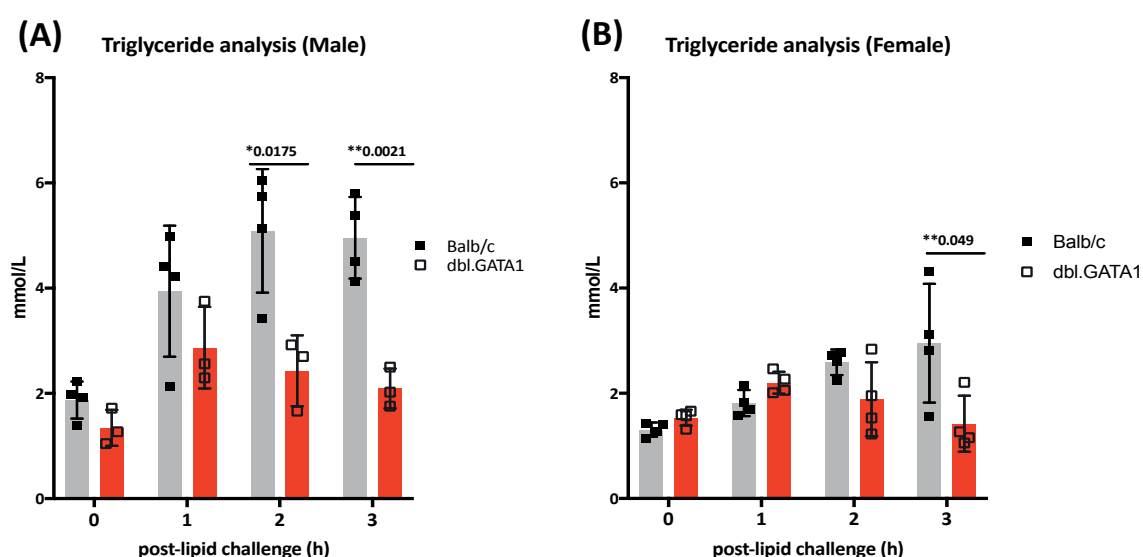 (A)
Triglyceride analysis (Male)
8
6
4
2
0
mmol/L
*0.0175
**0.0021
Balb/c
dbl.GATA1
0 1 2 3
post-lipid challenge (h)
(B)
Triglyceride analysis (Female)
8
6
4
2
0
mmol/L
**0.049
Balb/c
dbl.GATA1
0 1 2 3
post-lipid challenge (h)